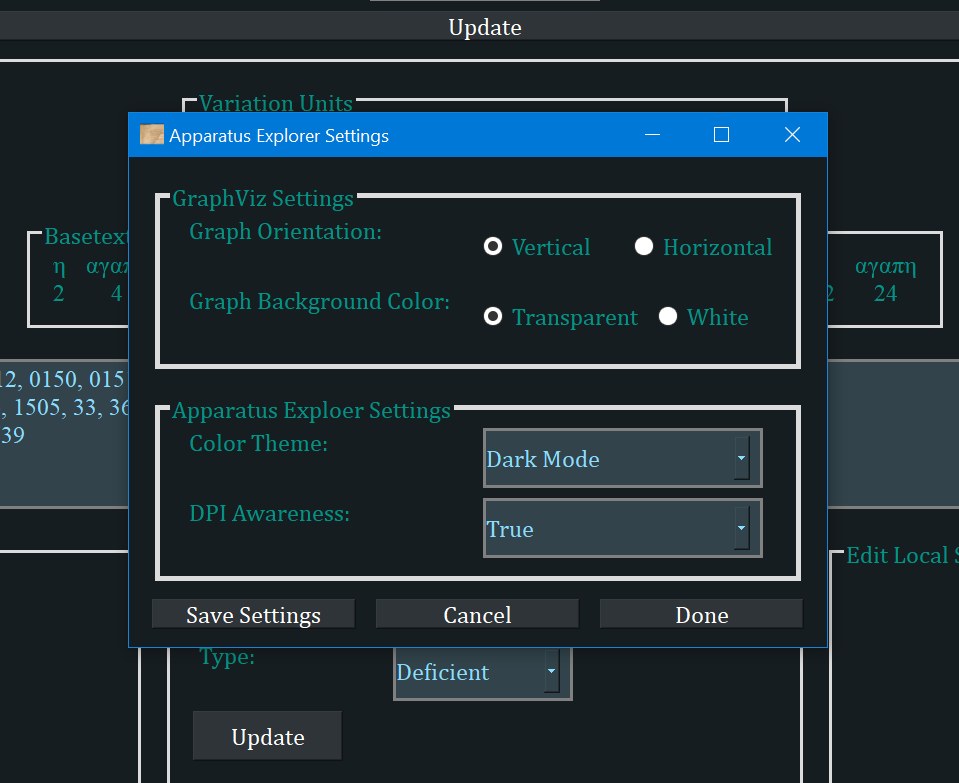 Update
Variation Units
Apparatus Explorer Settings
GraphViz Settings
Graph Orientation:
Vertical Horizontal
Graph Background Color:
Transparent White
Apparatus Exploer Settings
Color Theme:
Dark Mode
DPI Awareness:
True
Save Settings Cancel Done
Basetext
η αγαπ
2 4
αγαπη
2 24
12, 0150, 015
, 1505, 33, 36
39
Edit Local S
Type:
Deficient
Update